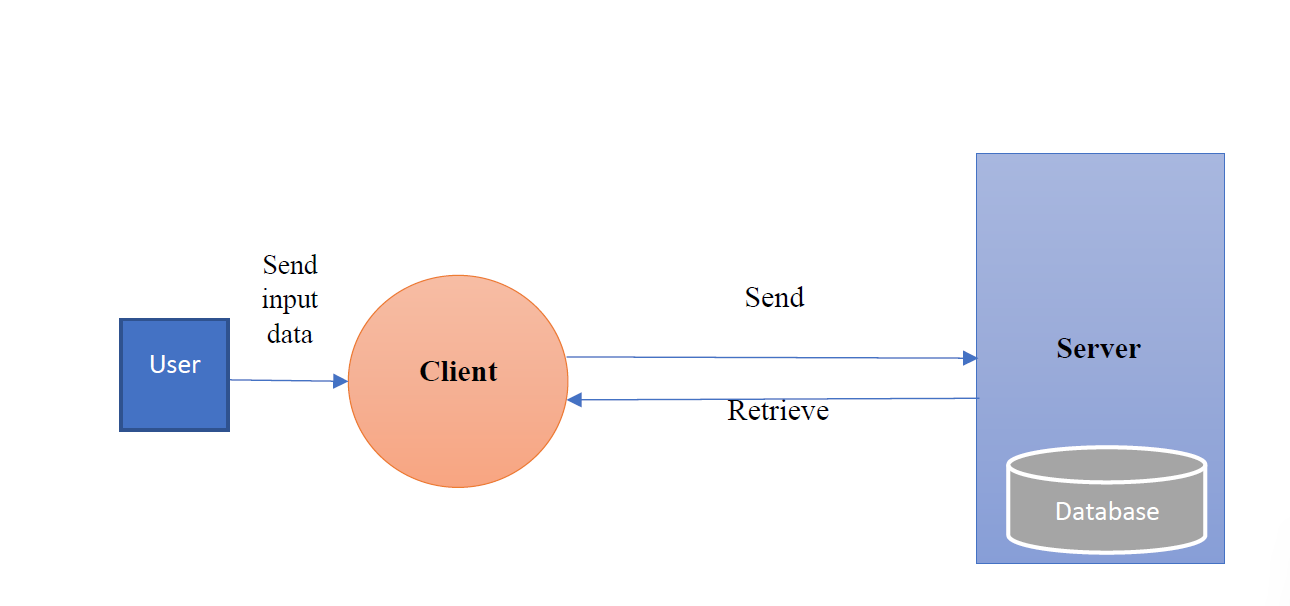 User
Send
input
data
Client
Send
Retrieve
Server
Database